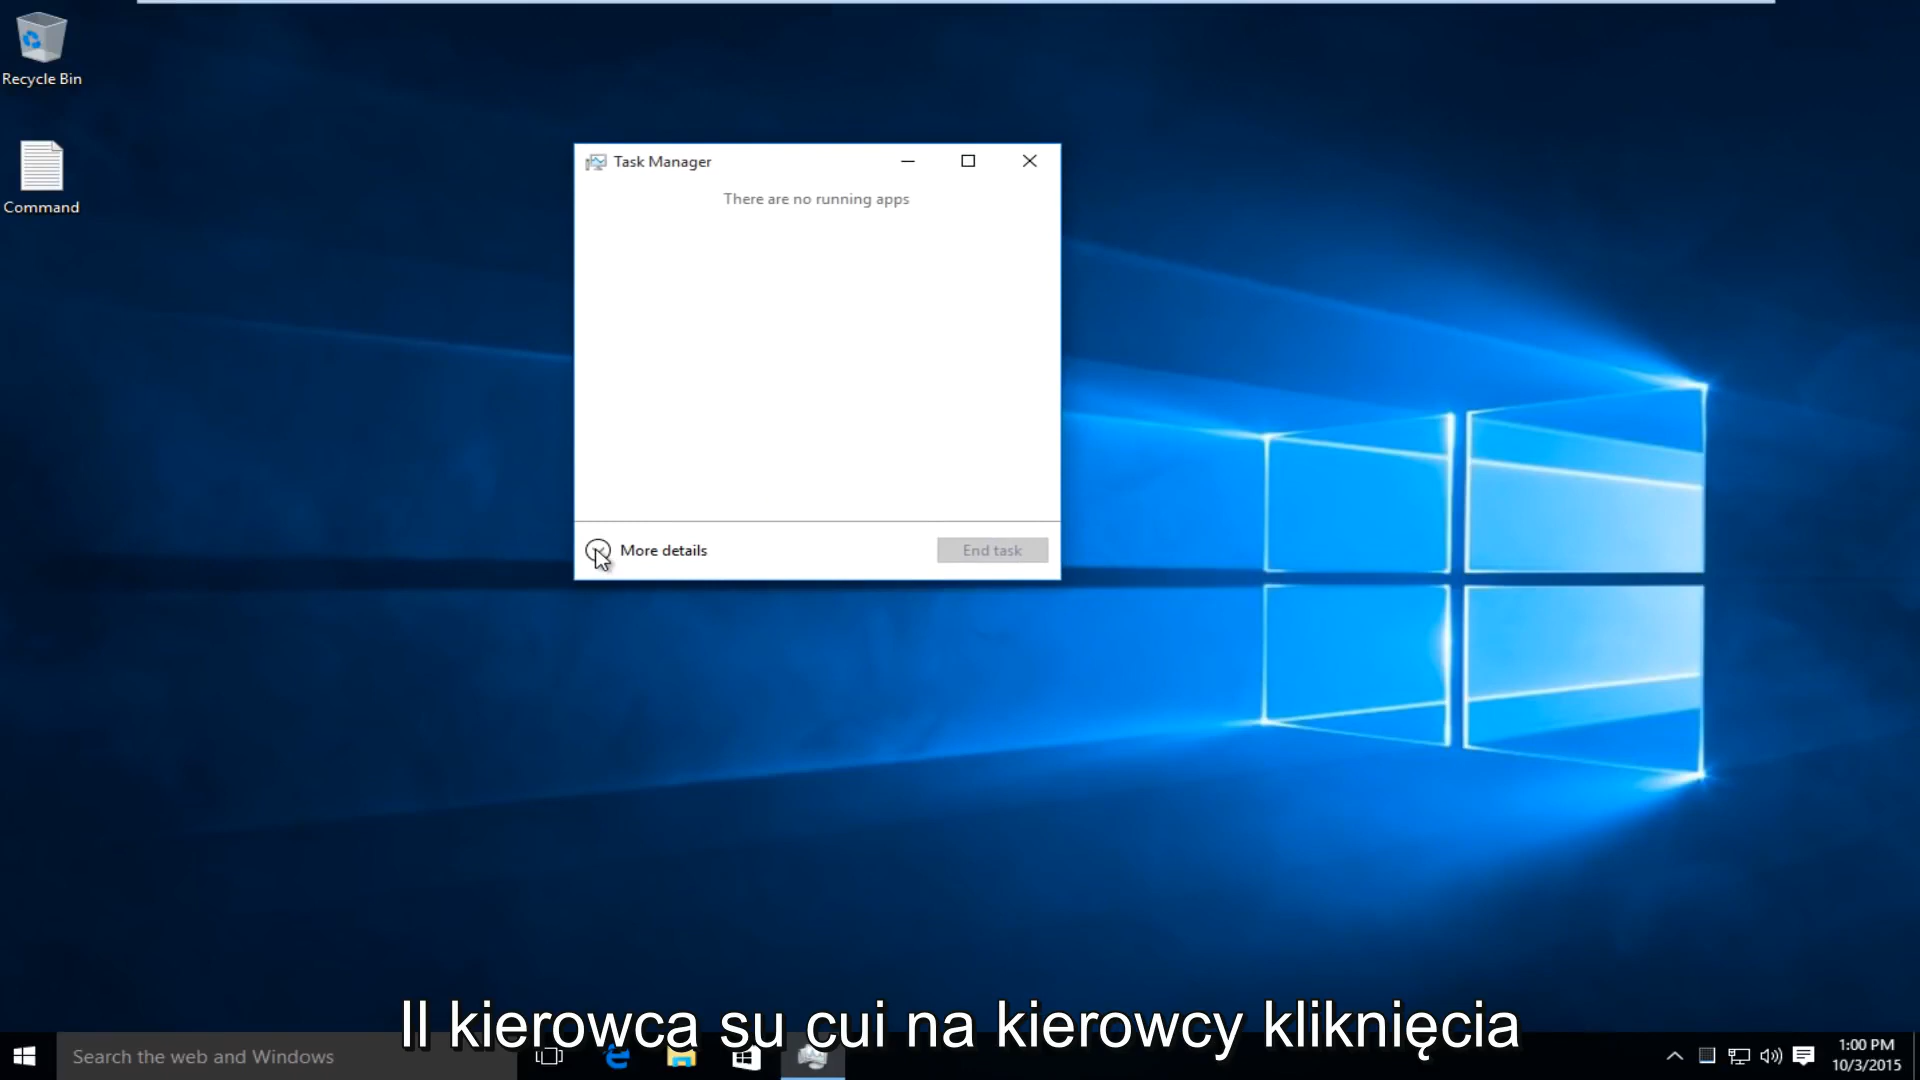 Recycle Bin
Command
Task Manager
There are no running apps
More details
End task
Il kierowca su cui na kierowcy kliknięcia
Search the web and Windows
1:00 PM
10/3/2015